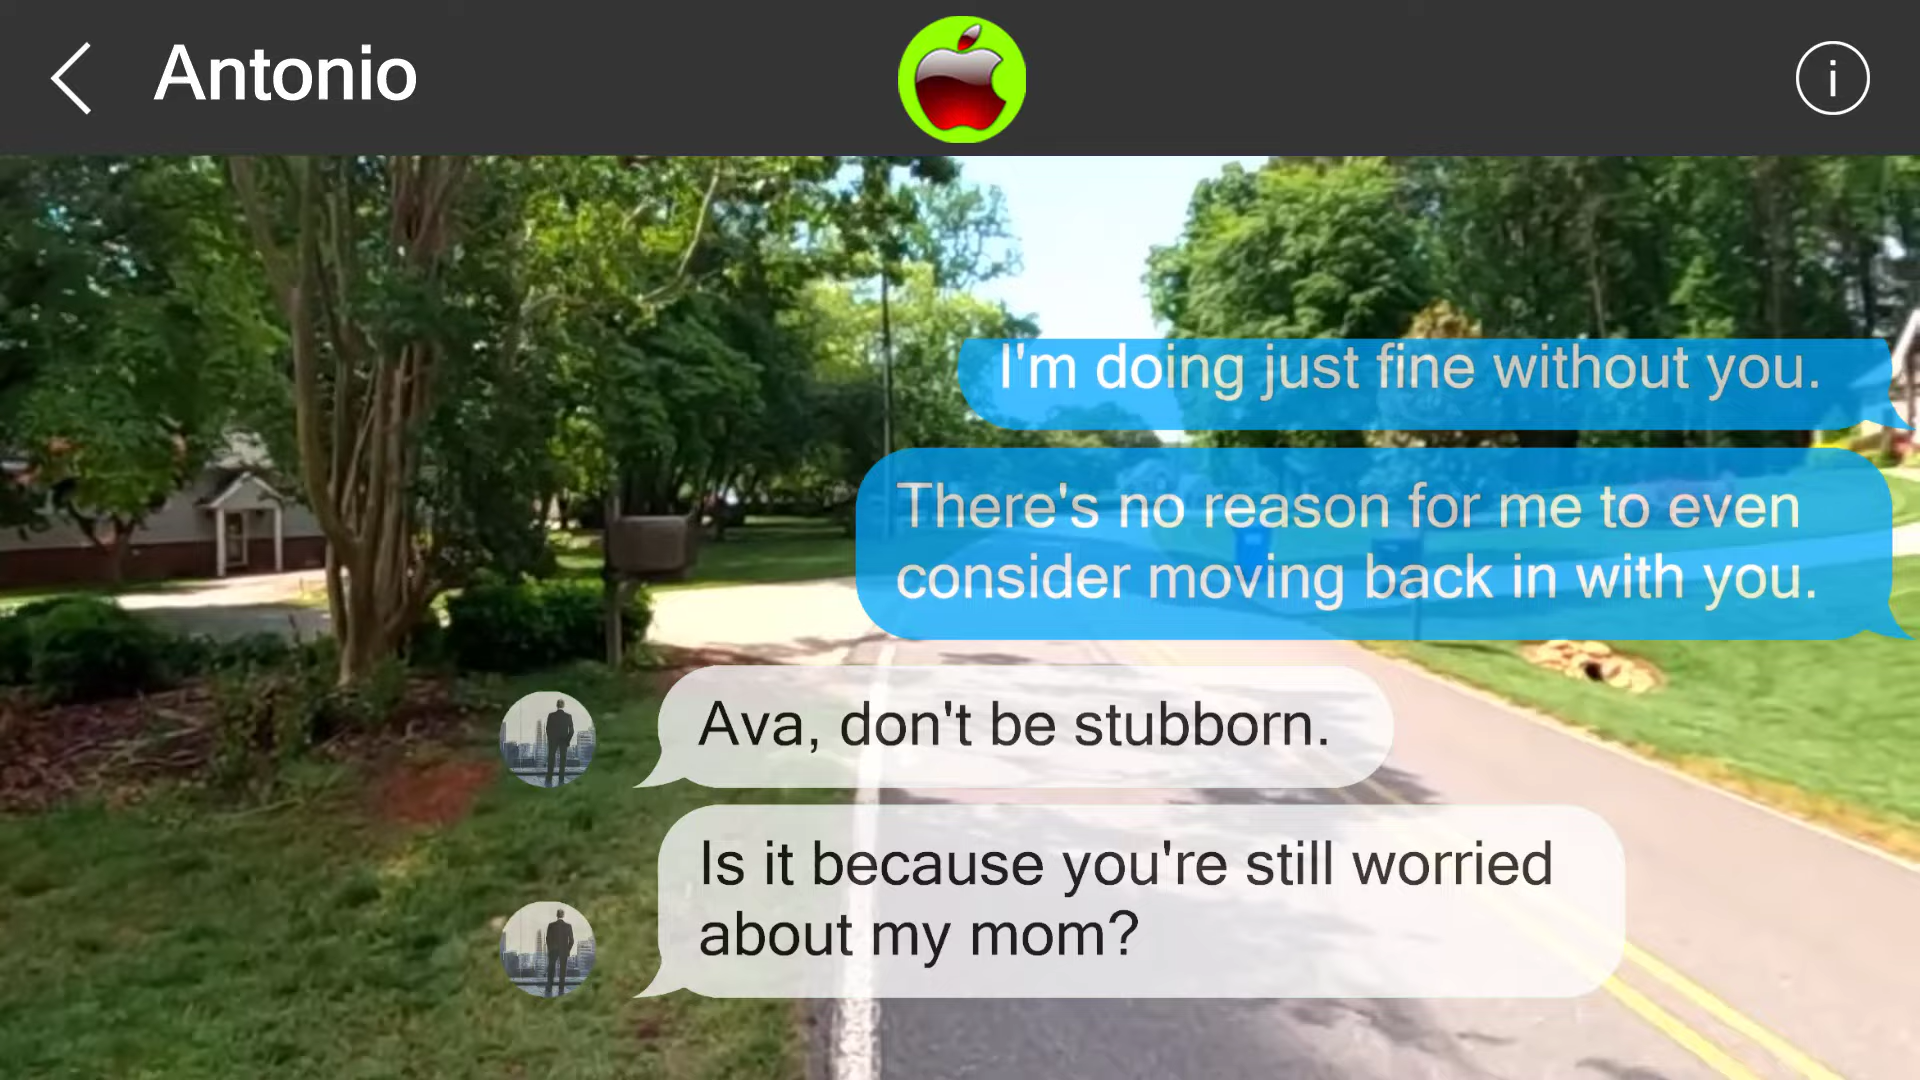 Antonio
i
I'm doing just fine without you.
There's no reason for me to even
consider moving back in with you.
Ava, don't be stubborn.
Is it because you're still worried
about my mom?